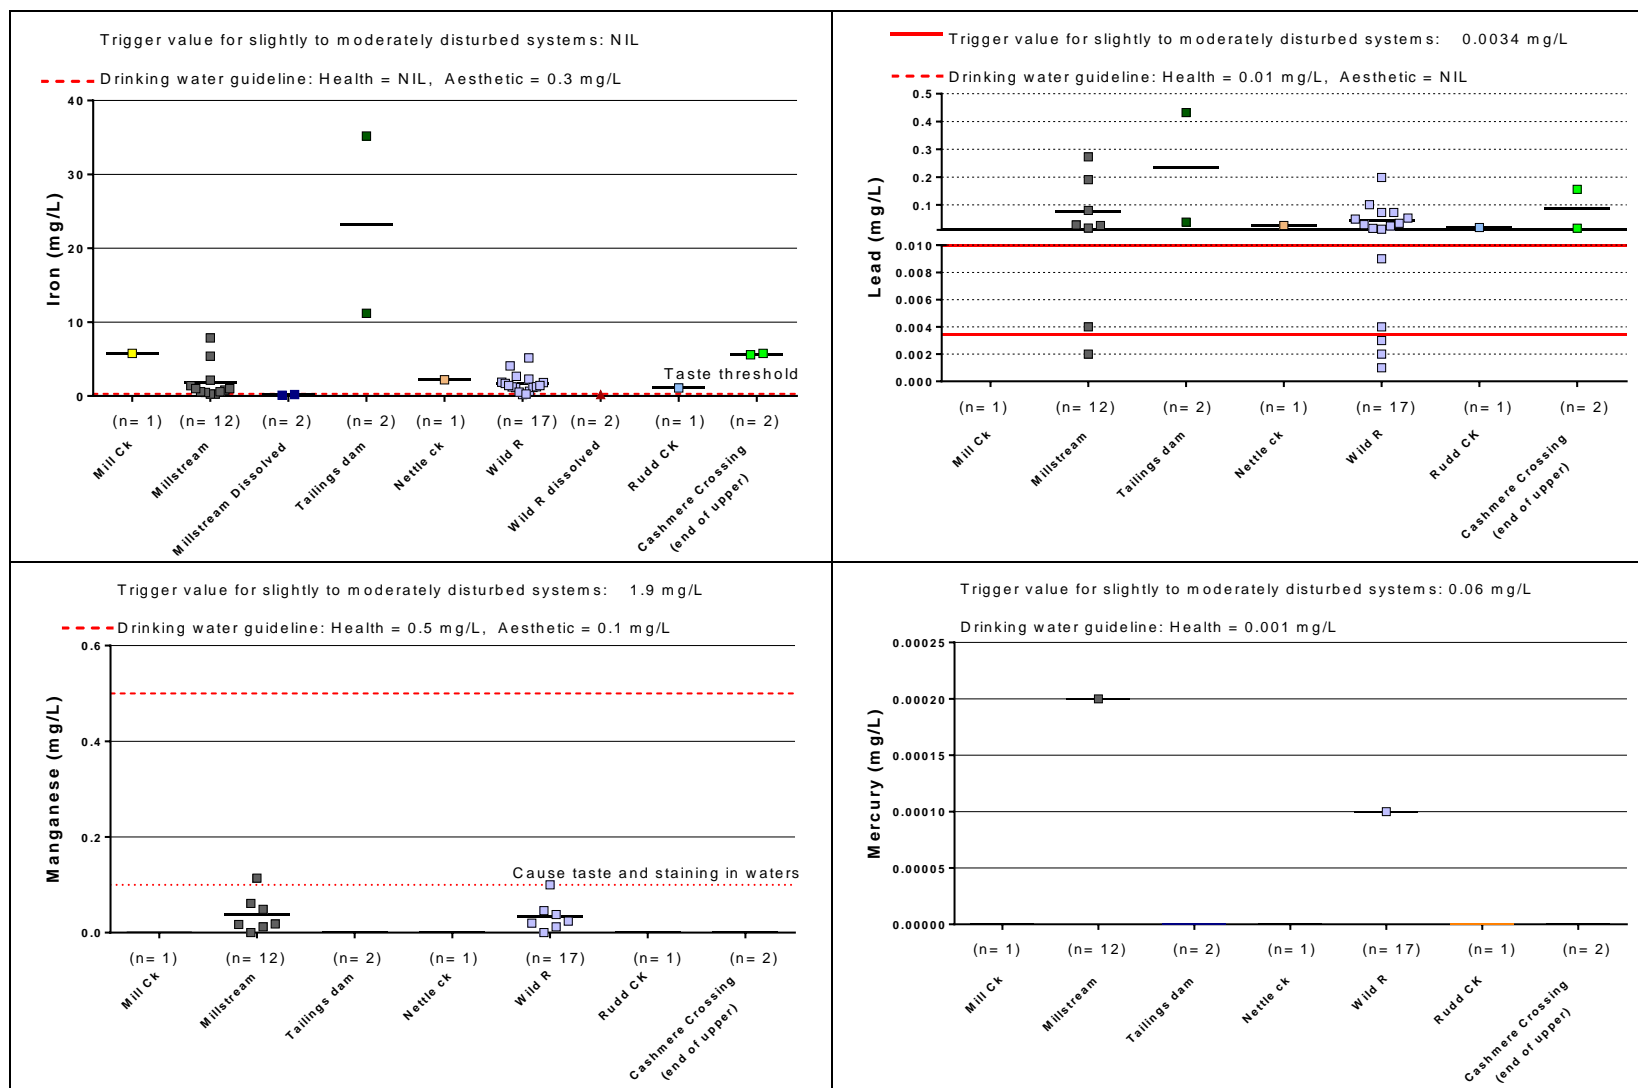 Trigger value for slightly to moderately disturbed systems: NIL
Drinking water guideline: Health = NIL, Aesthetic = 0.3 mg/L
Iron (mg/L)
40
30
20
10
0
Taste threshold
(n= 1) (n= 12) (n= 2) (n= 2) (n= 1) (n= 17) (n= 2) (n= 1) (n= 2)
Mill Ck
Millstream
Millstream Dissolved
Tailings dam
Nettle ck
Wild R
Wild R dissolved
Rudd CK
Cashmere Crossing
(end of upper)
Trigger value for slightly to moderately disturbed systems: 0.0034 mg/L
Drinking water guideline: Health = 0.01 mg/L, Aesthetic = NIL
Lead (mg/L)
0.5
0.4
0.3
0.2
0.1
0.010
0.008
0.006
0.004
0.002
0.000
(n= 1) (n= 12) (n= 2) (n= 1) (n= 17) (n= 1) (n= 2)
Mill Ck
Millstream
Tailings dam
Nettle ck
Wild R
Rudd CK
Cashmere Crossing
(end of upper)
Trigger value for slightly to moderately disturbed systems: 1.9 mg/L
Drinking water guideline: Health = 0.5 mg/L, Aesthetic = 0.1 mg/L
Manganese (mg/L)
0.6
0.4
0.2
0.0
Cause taste and staining in waters
(n= 1) (n= 12) (n= 2) (n= 1) (n= 17) (n= 1) (n= 2)
Mill Ck
Millstream
Tailings dam
Nettle ck
Wild R
Rudd CK
Cashmere Crossing
(end of upper)
Trigger value for slightly to moderately disturbed systems: 0.06 mg/L
Drinking water guideline: Health = 0.001 mg/L
Mercury (mg/L)
0.00025
0.00020
0.00015
0.00010
0.00005
0.00000
(n= 1) (n= 12) (n= 2) (n= 1) (n= 17) (n= 1) (n= 2)
Mill Ck
Millstream
Tailings dam
Nettle ck
Wild R
Rudd CK
Cashmere Crossing
(end of upper)